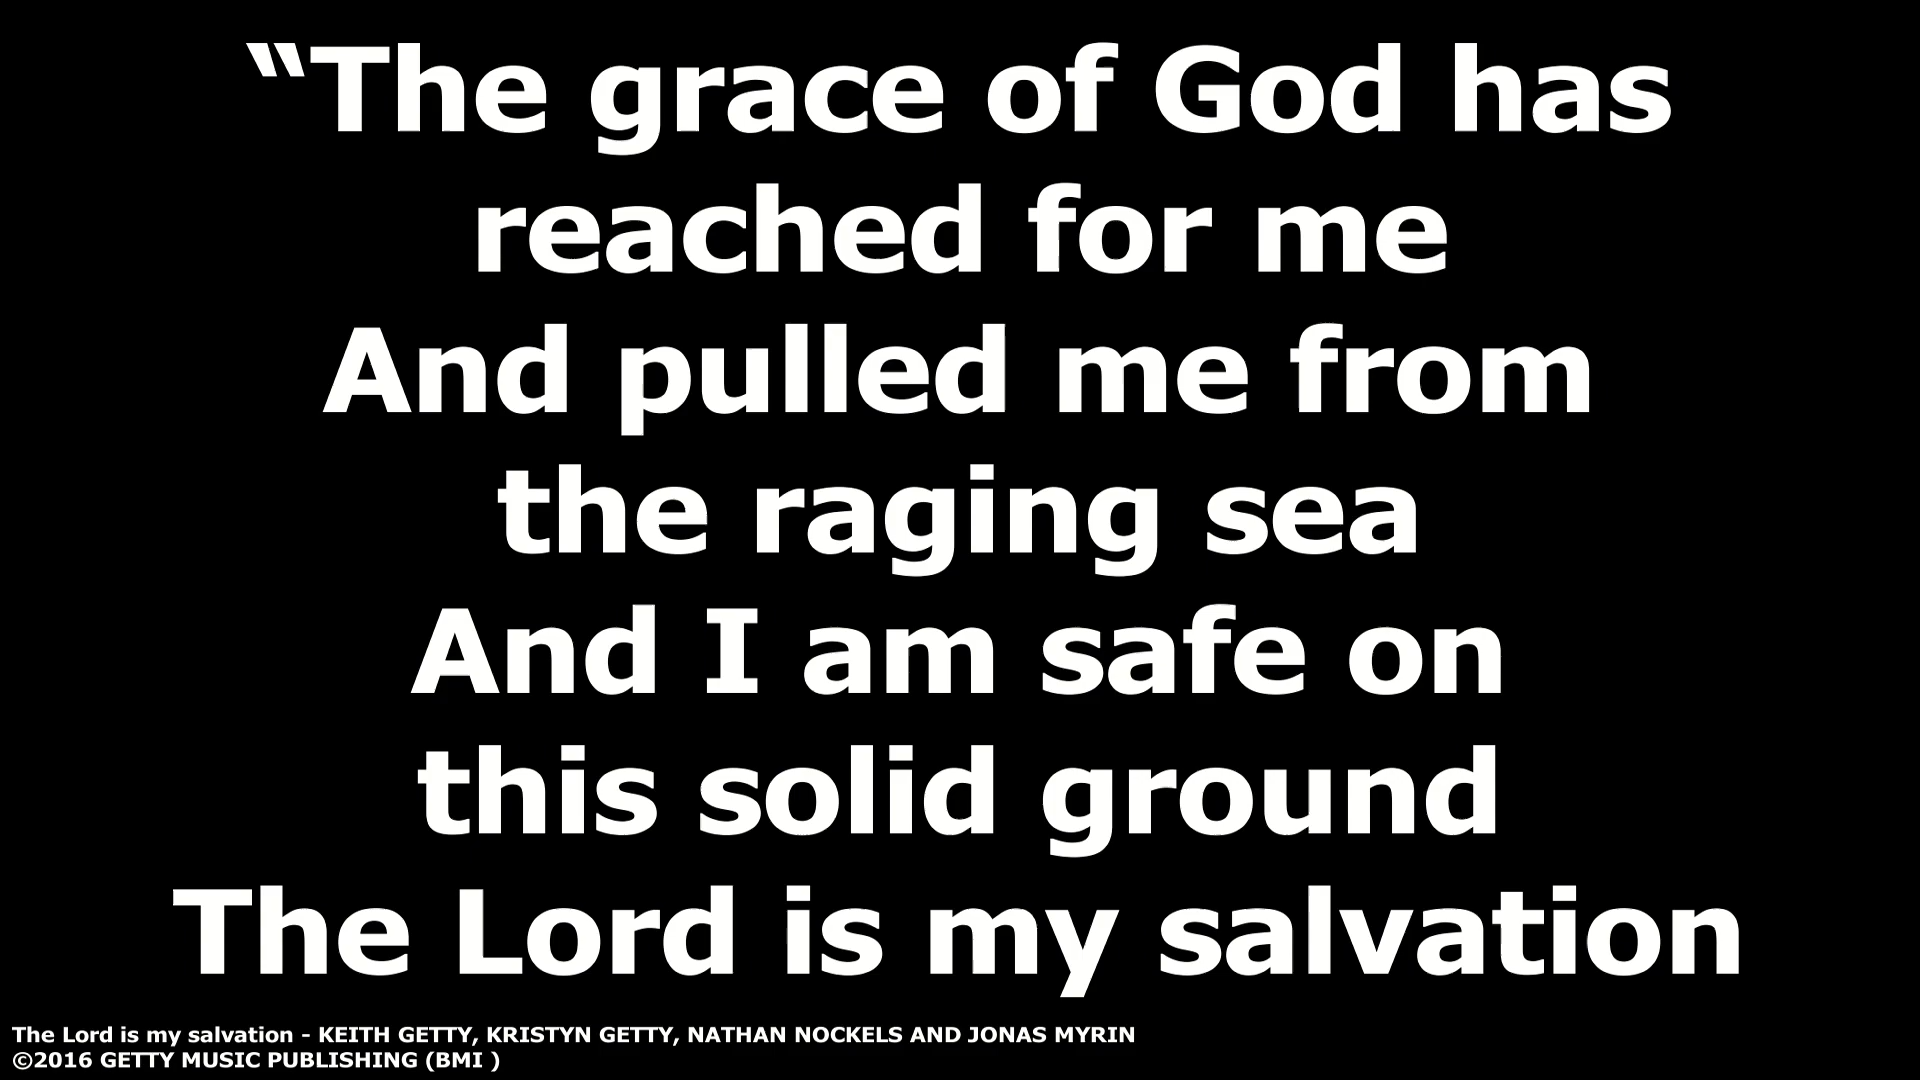 “The grace of God has
reached for me
And pulled me from
the raging sea
And I am safe on
this solid ground
The Lord is my salvation
The Lord is my salvation - KEITH GETTY, KRISTYN GETTY, NATHAN NOCKELS AND JONAS MYRIN
©2016 GETTY MUSIC PUBLISHING (BMI )